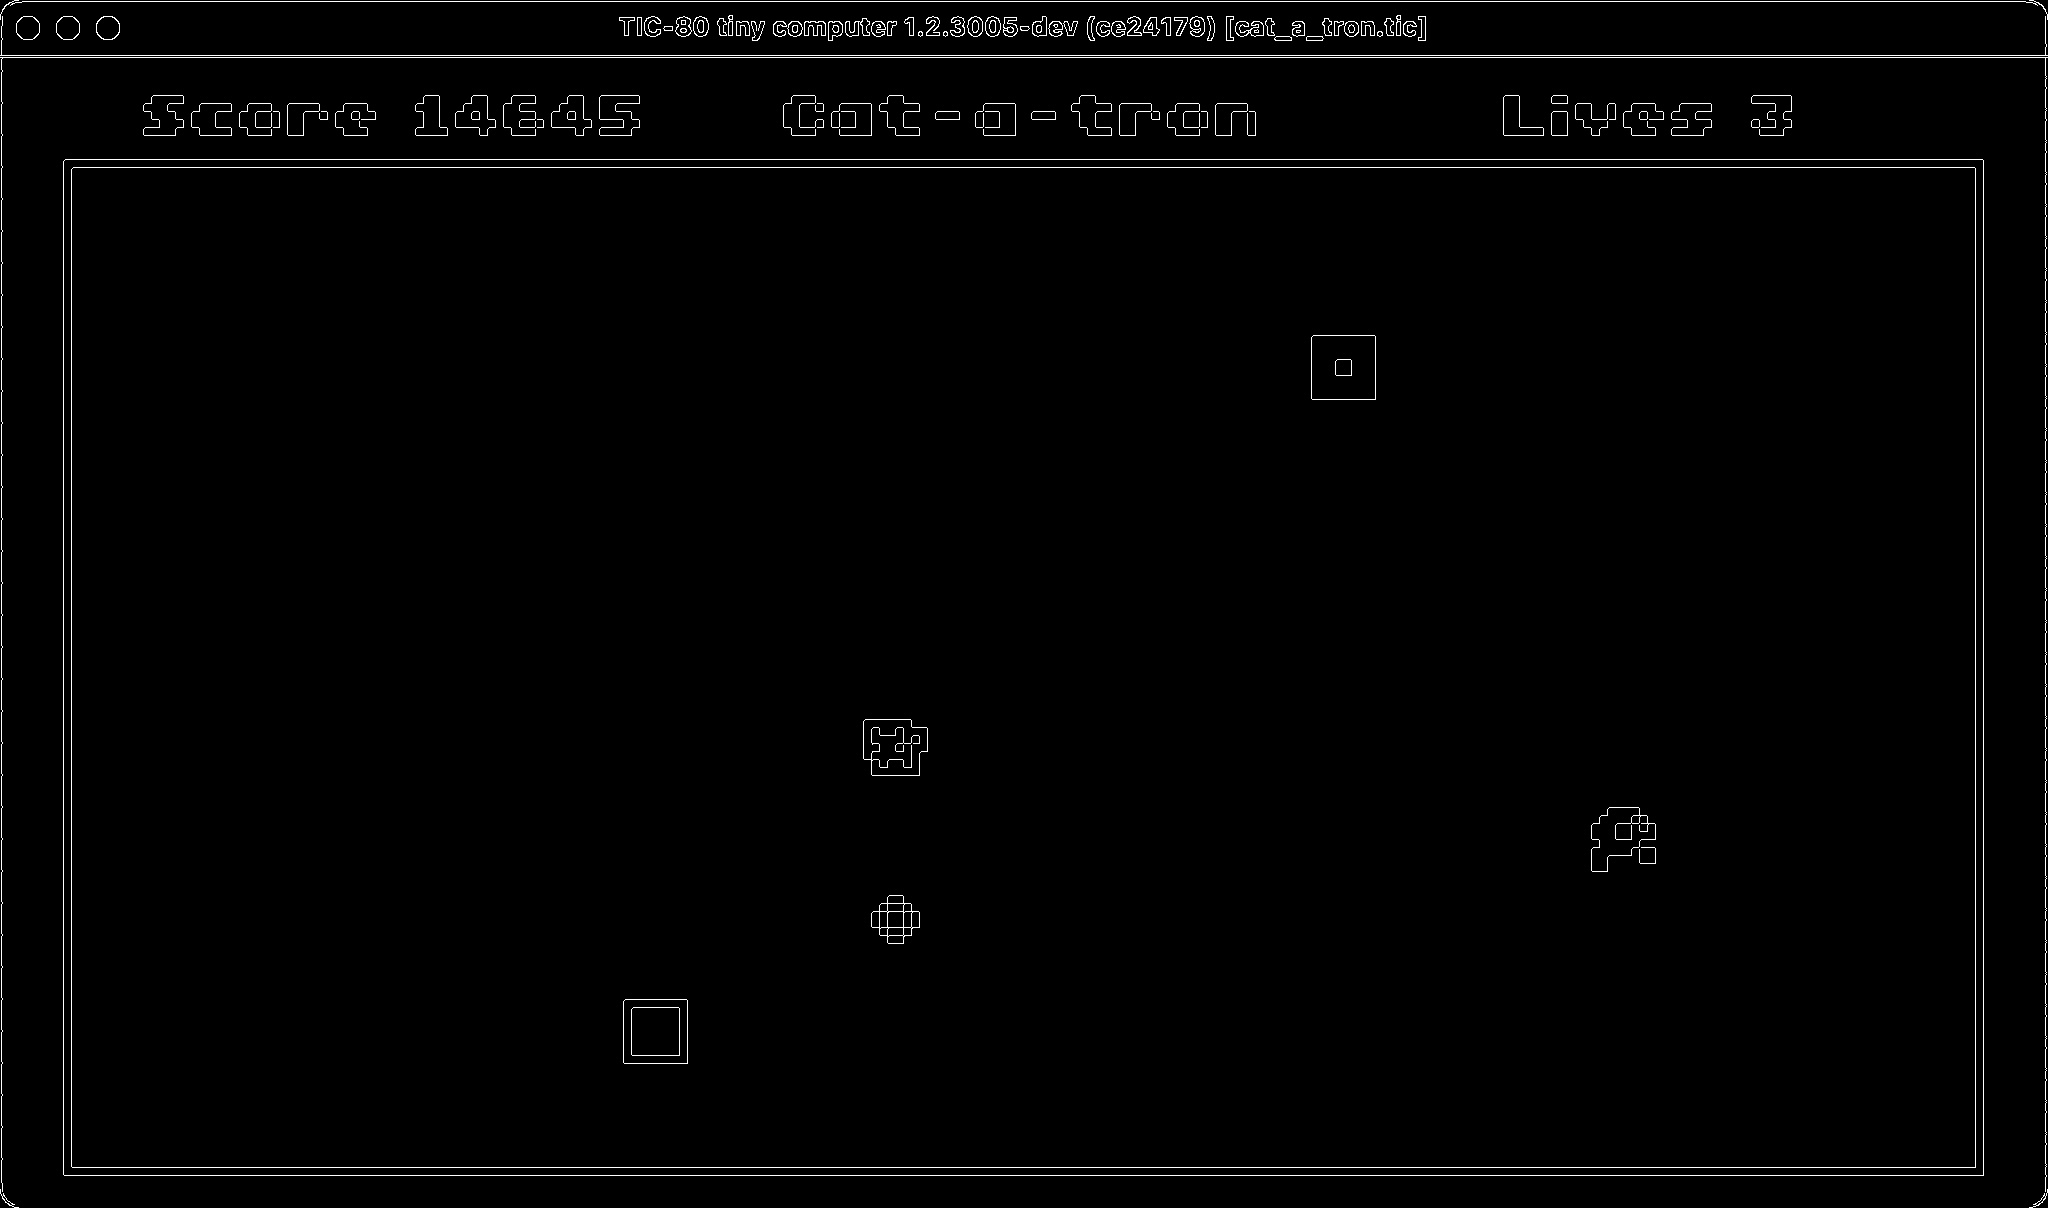 TIC-80 tiny computer 1.2.3005-dev (ce24179) [cat_a_tron.tic]
Score 14645 Cat-a-tron Lives 3